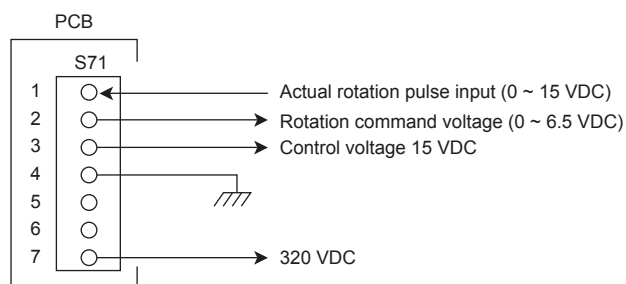 PCB
S71
1 Actual rotation pulse input (0 ~ 15 VDC)
2 Rotation command voltage (0 ~ 6.5 VDC)
3 Control voltage 15 VDC
4
5
6
7 320 VDC